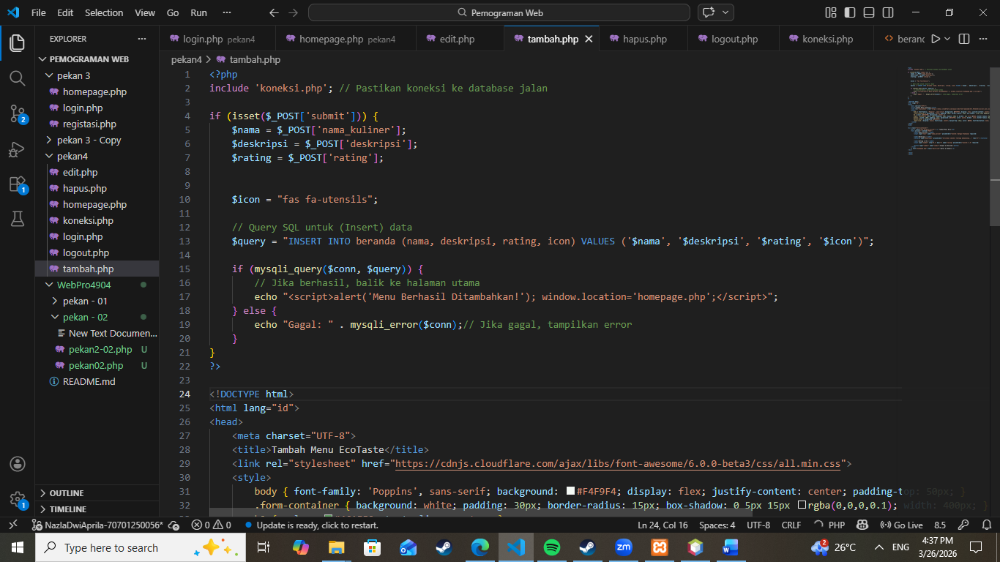 File Edit Selection View Go Run ··· Pemograman Web
EXPLORER ···
PEMOGRAMAN WEB
pekan 3
homepage.php
login.php
registasi.php
pekan 3 - Copy
pekan4
edit.php
hapus.php
homepage.php
koneksi.php
login.php
logout.php
tambah.php
WebPro4904
pekan - 01
pekan - 02
New Text Documen...
pekan2-02.php U
pekan02.php U
README.md
OUTLINE
TIMELINE
2
1
1
login.php pekan4 homepage.php pekan4 edit.php tambah.php hapus.php logout.php koneksi.php beran
pekan4 > tambah.php
1 <?php
2 include 'koneksi.php'; // Pastikan koneksi ke database jalan
3
4 if (isset($_POST['submit'])) {
5 $nama = $_POST['nama_kuliner'];
6 $deskripsi = $_POST['deskripsi'];
7 $rating = $_POST['rating'];
8
9
10 $icon = "fas fa-utensils";
11
12 // Query SQL untuk (Insert) data
13 $query = "INSERT INTO beranda (nama, deskripsi, rating, icon) VALUES ('$nama', '$deskripsi', '$rating', '$icon')";
14
15 if (mysqli_query($conn, $query)) {
16 // Jika berhasil, balik ke halaman utama
17 echo "<script>alert('Menu Berhasil Ditambahkan!'); window.location='homepage.php';</script>";
18 } else {
19 echo "Gagal: " . mysqli_error($conn);// Jika gagal, tampilkan error
20 }
21 }
22 ?>
23
24 <!DOCTYPE html>
25 <html lang="id">
26 <head>
27 <meta charset="UTF-8">
28 <title>Tambah Menu EcoTaste</title>
29 <link rel="stylesheet" href="https://cdnjs.cloudflare.com/ajax/libs/font-awesome/6.0.0-beta3/css/all.min.css">
30 <style>
31 body { font-family: 'Poppins', sans-serif; background: #F4F9F4; display: flex; justify-content: center; padding-top: 50px; }
32 .form-container { background: white; padding: 30px; border-radius: 15px; box-shadow: 0 5px 15px rgba(0,0,0,0.1); width: 400px; }
NazlaDwiAprila-70701250056* 0 0 Update is ready, click to restart. Ln 24, Col 16 Spaces: 4 UTF-8 CRLF PHP Go Live 8.5
Type here to search zm 2 26°C ENG 4:37 PM
3/26/2026